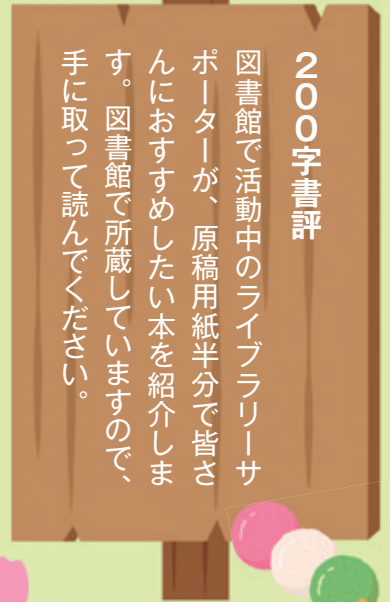 200字書評
図書館で活動中のライブラリーサ
ポーターが、原稿用紙半分で皆さ
んにおすすめしたい本を紹介しま
す。図書館で所蔵していますので、
手に取って読んでください。